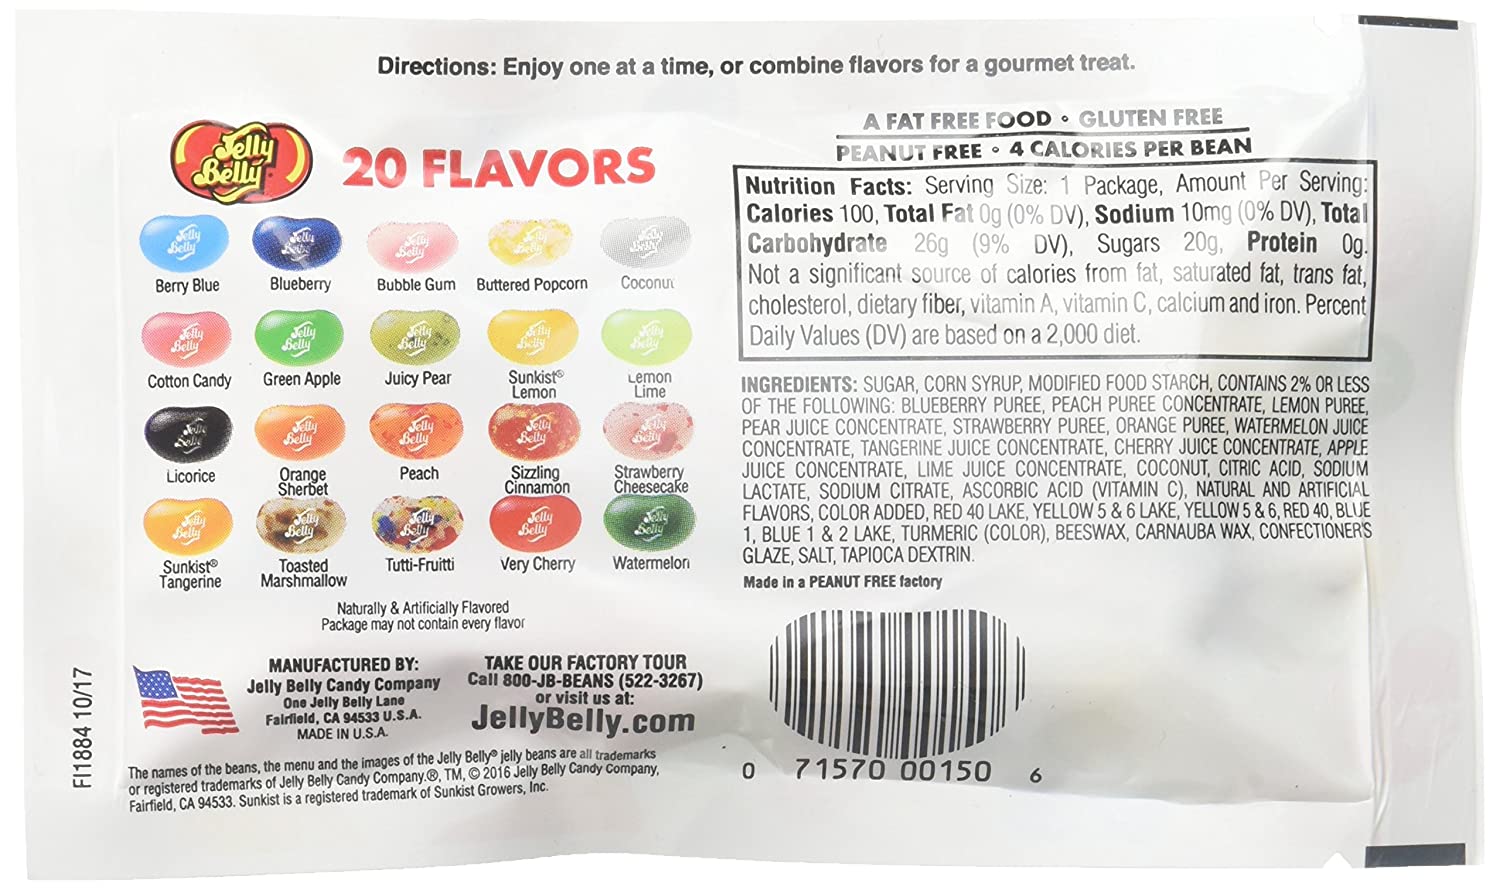 Directions: Enjoy one at a time, or combine flavors for a gourmet treat.
Jelly
Belly
20 FLAVORS
Berry Blue
Blueberry
Bubble Gum
Buttered Popcorn
Coconut
Cotton Candy
Green Apple
Juicy Pear
Sunkist®
Lemon
Lemon
Lime
Licorice
Orange
Sherbet
Peach
Sizzling
Cinnamon
Strawberry
Cheesecake
Sunkist®
Tangerine
Toasted
Marshmallow
Tutti-Fruitti
Very Cherry
Watermelon
Naturally & Artificially Flavored
Package may not contain every flavor
MANUFACTURED BY:
Jelly Belly Candy Company
One Jelly Belly Lane
Fairfield, CA 94533 U.S.A.
MADE IN U.S.A.
TAKE OUR FACTORY TOUR
Call 800-JB-BEANS (522-3267)
or visit us at:
JellyBelly.com
The names of the beans, the menu and the images of the Jelly Belly® jelly beans are all trademarks
or registered trademarks of Jelly Belly Candy Company.®, TM, © 2016 Jelly Belly Candy Company,
Fairfield, CA 94533. Sunkist is a registered trademark of Sunkist Growers, Inc.
FI1884 10/17
A FAT FREE FOOD • GLUTEN FREE
PEANUT FREE • 4 CALORIES PER BEAN
Nutrition Facts: Serving Size: 1 Package, Amount Per Serving:
Calories 100, Total Fat 0g (0% DV), Sodium 10mg (0% DV), Total
Carbohydrate 26g (9% DV), Sugars 20g, Protein 0g.
Not a significant source of calories from fat, saturated fat, trans fat,
cholesterol, dietary fiber, vitamin A, vitamin C, calcium and iron. Percent
Daily Values (DV) are based on a 2,000 diet.
INGREDIENTS: SUGAR, CORN SYRUP, MODIFIED FOOD STARCH, CONTAINS 2% OR LESS
OF THE FOLLOWING: BLUEBERRY PUREE, PEACH PUREE CONCENTRATE, LEMON PUREE,
PEAR JUICE CONCENTRATE, STRAWBERRY PUREE, ORANGE PUREE, WATERMELON JUICE
CONCENTRATE, TANGERINE JUICE CONCENTRATE, CHERRY JUICE CONCENTRATE, APPLE
JUICE CONCENTRATE, LIME JUICE CONCENTRATE, COCONUT, CITRIC ACID, SODIUM
LACTATE, SODIUM CITRATE, ASCORBIC ACID (VITAMIN C), NATURAL AND ARTIFICIAL
FLAVORS, COLOR ADDED, RED 40 LAKE, YELLOW 5 & 6 LAKE, YELLOW 5 & 6, RED 40, BLUE
1, BLUE 1 & 2 LAKE, TURMERIC (COLOR), BEESWAX, CARNAUBA WAX, CONFECTIONER'S
GLAZE, SALT, TAPIOCA DEXTRIN.
Made in a PEANUT FREE factory
0 71570 00150 6